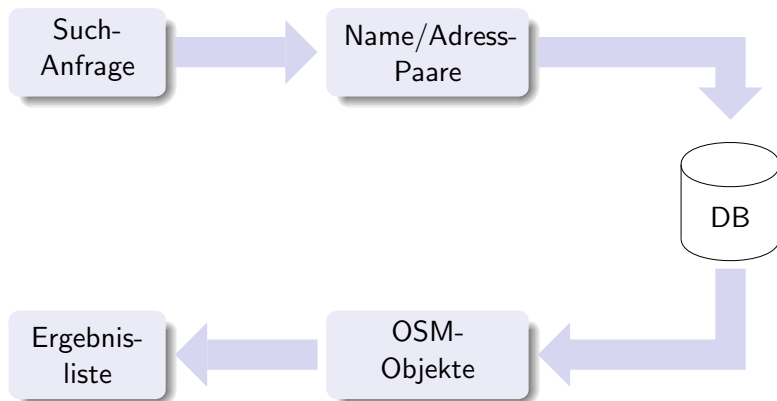 Such-
Anfrage
Name/Adress-
Paare
DB
OSM-
Objekte
Ergebnis-
liste